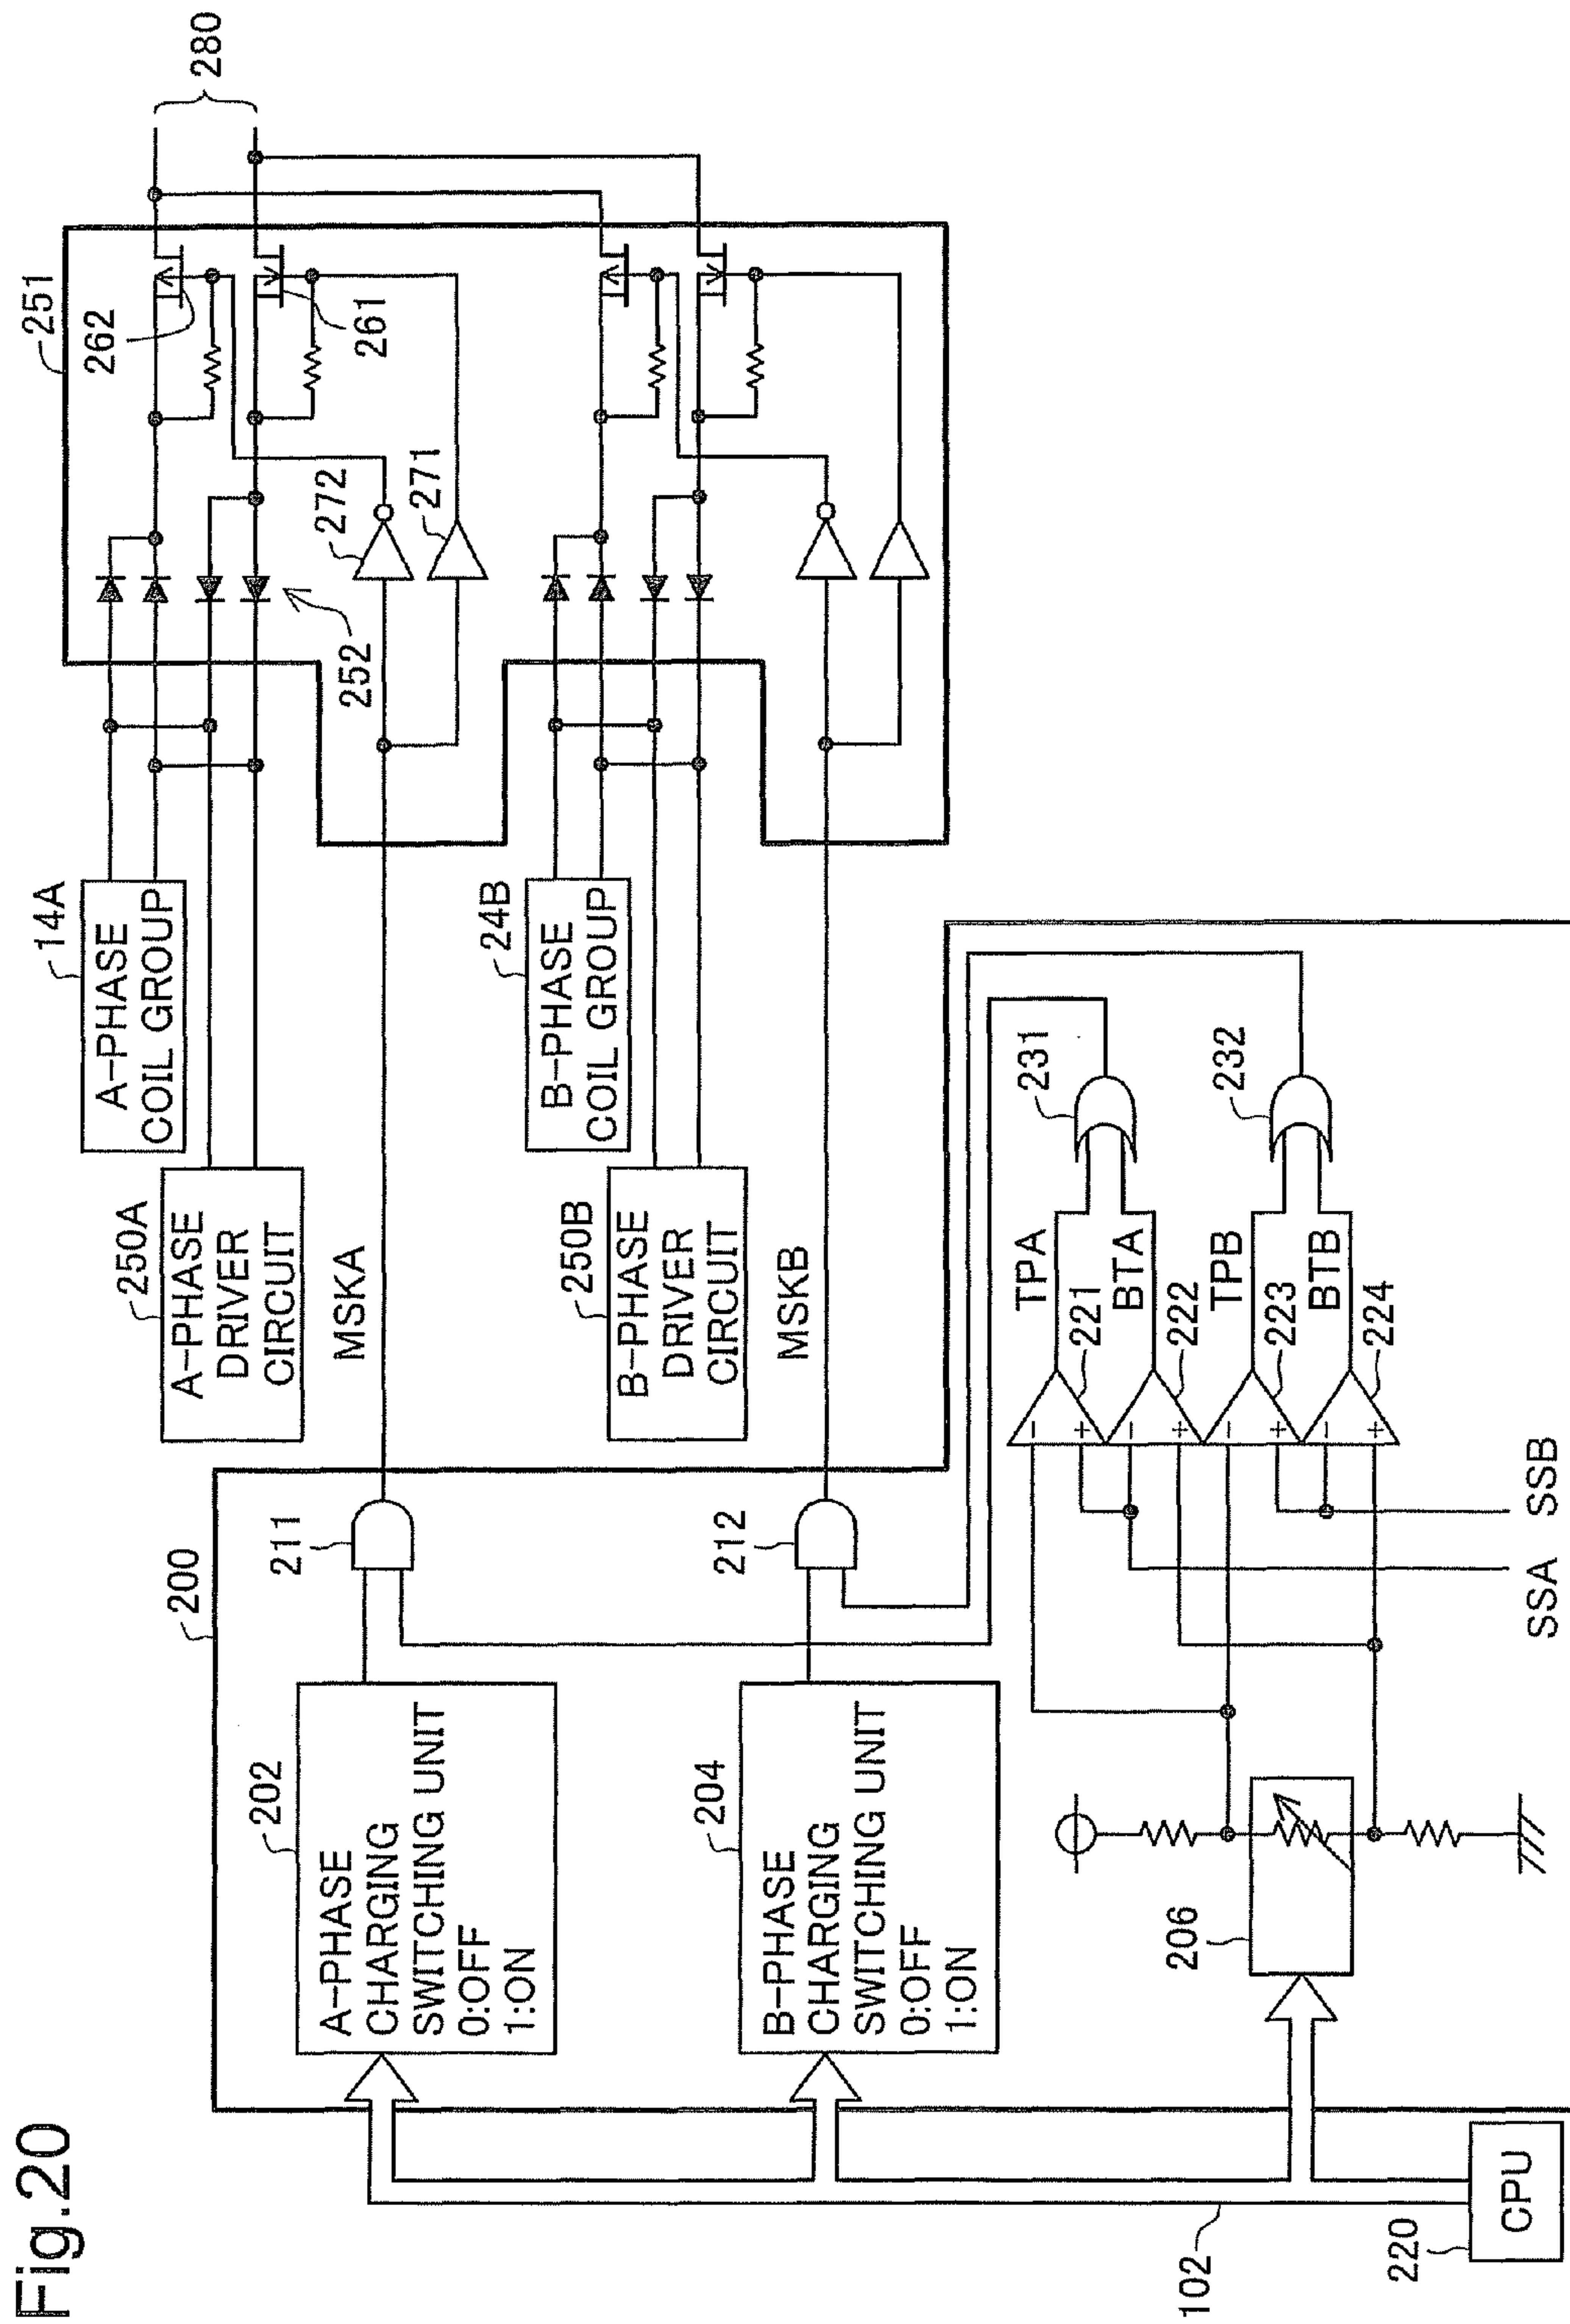 Fig.20
200
202
A-PHASE
CHARGING
SWITCHING UNIT
0:OFF
1:ON
204
B-PHASE
CHARGING
SWITCHING UNIT
0:OFF
1:ON
206
102
220
CPU
211
212
MSKA
MSKB
250A
A-PHASE
DRIVER
CIRCUIT
14A
A-PHASE
COIL GROUP
250B
B-PHASE
DRIVER
CIRCUIT
24B
B-PHASE
COIL GROUP
251
262
261
252
272
271
280
TPA
221
-
+
BTA
222
-
+
TPB
223
-
+
BTB
224
-
+
231
232
SSA
SSB